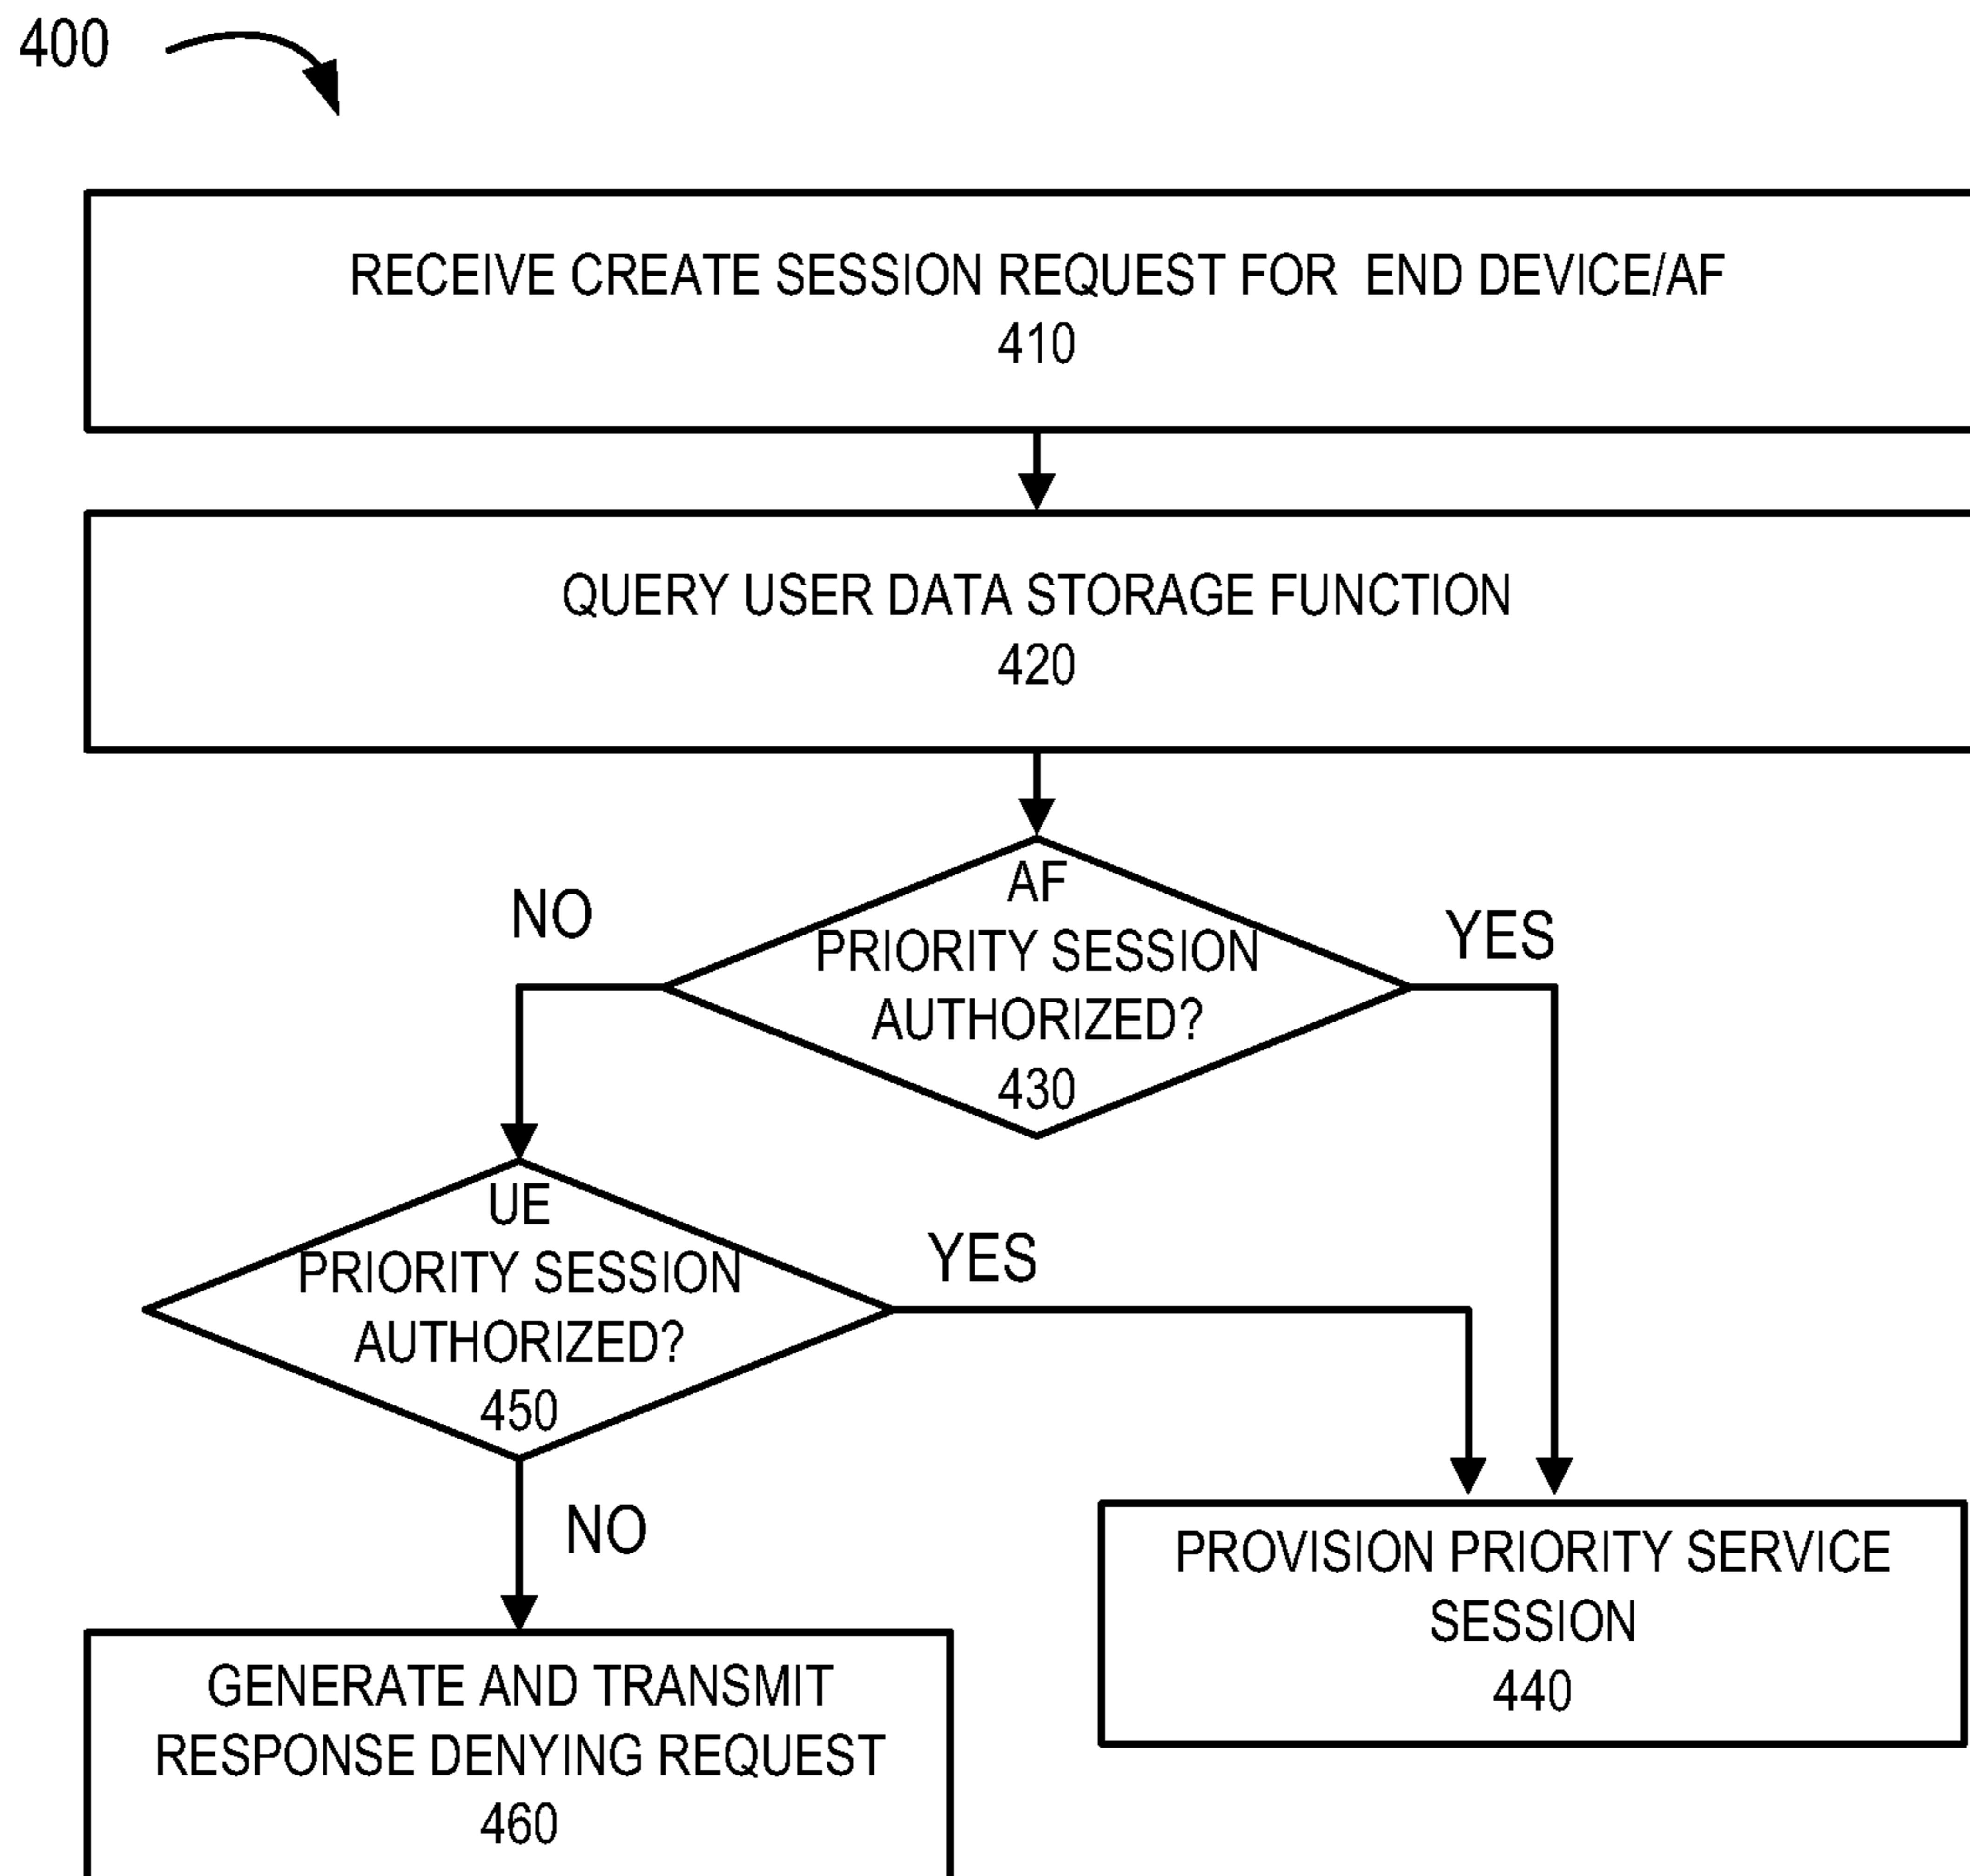 400
RECEIVE CREATE SESSION REQUEST FOR END DEVICE/AF
410
QUERY USER DATA STORAGE FUNCTION
420
AF
PRIORITY SESSION
AUTHORIZED?
430
NO
YES
UE
PRIORITY SESSION
AUTHORIZED?
450
YES
NO
PROVISION PRIORITY SERVICE
SESSION
440
GENERATE AND TRANSMIT
RESPONSE DENYING REQUEST
460